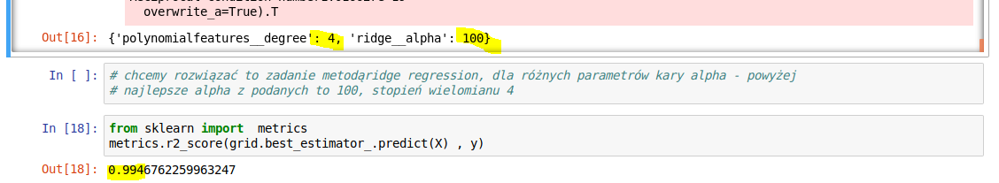 overwrite_a=True).T
Out[16]: {'polynomialfeatures__degree': 4, 'ridge__alpha': 100}
In [ ]: # chcemy rozwiązać to zadanie metodąridge regression, dla różnych parametrów kary alpha - powyżej
# najlepsze alpha z podanych to 100, stopień wielomianu 4
In [18]: from sklearn import  metrics
metrics.r2_score(grid.best_estimator_.predict(X) , y)
Out[18]: 0.9946762259963247